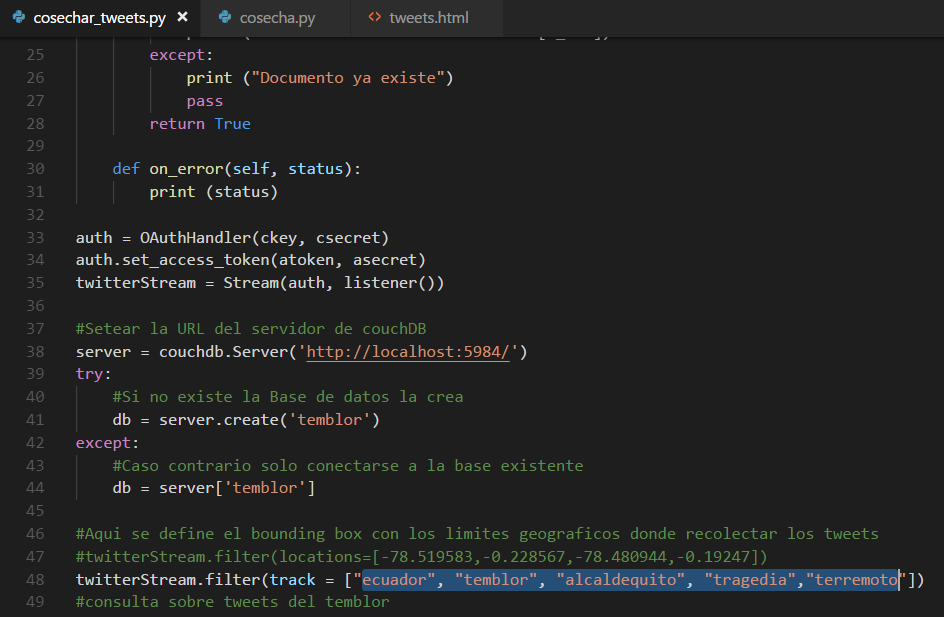 cosechar_tweets.py
cosecha.py
tweets.html
25 except:
26 print ("Documento ya existe")
27 pass
28 return True
29
30 def on_error(self, status):
31 print (status)
32
33 auth = OAuthHandler(ckey, csecret)
34 auth.set_access_token(atoken, asecret)
35 twitterStream = Stream(auth, listener())
36
37 #Setear la URL del servidor de couchDB
38 server = couchdb.Server('http://localhost:5984/')
39 try:
40 #Si no existe la Base de datos la crea
41 db = server.create('temblor')
42 except:
43 #Caso contrario solo conectarse a la base existente
44 db = server['temblor']
45
46 #Aqui se define el bounding box con los limites geograficos donde recolectar los tweets
47 #twitterStream.filter(locations=[-78.519583,-0.228567,-78.480944,-0.19247])
48 twitterStream.filter(track = ["ecuador", "temblor", "alcaldequito", "tragedia","terremoto"])
49 #consulta sobre tweets del temblor